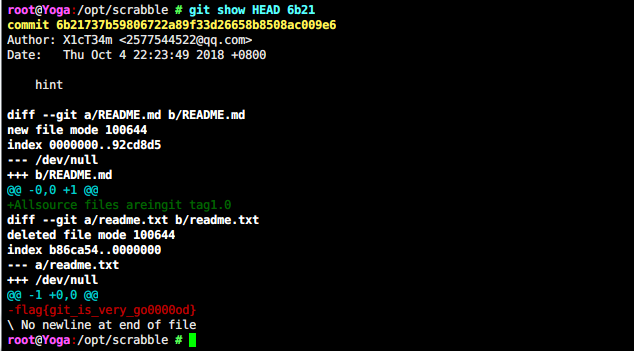 root@Yoga:/opt/scrabble # git show HEAD 6b21
commit 6b21737b59806722a89f33d26658b8508ac009e6
Author: X1cT34m <2577544522@qq.com>
Date:   Thu Oct 4 22:23:49 2018 +0800
    hint
diff --git a/README.md b/README.md
new file mode 100644
index 0000000..92cd8d5
--- /dev/null
+++ b/README.md
@@ -0,0 +1 @@
+Allsource files areingit tag1.0
diff --git a/readme.txt b/readme.txt
deleted file mode 100644
index b86ca54..0000000
--- a/readme.txt
+++ /dev/null
@@ -1 +0,0 @@
-flag{git_is_very_go0000od}
\ No newline at end of file
root@Yoga:/opt/scrabble #